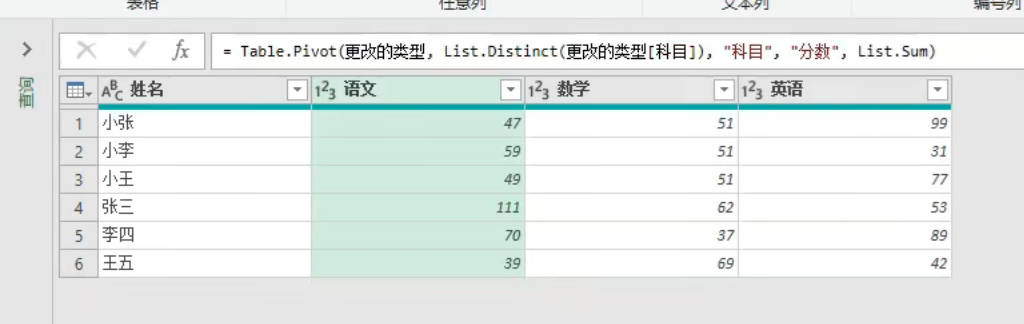 表格
任意列
文本列
编号列
查询
= Table.Pivot(更改的类型, List.Distinct(更改的类型[科目]), "科目", "分数", List.Sum)
ABC 姓名 123 语文 123 数学 123 英语
1 小张 47 51 99
2 小李 59 51 31
3 小王 49 51 77
4 张三 111 62 53
5 李四 70 37 89
6 王五 39 69 42